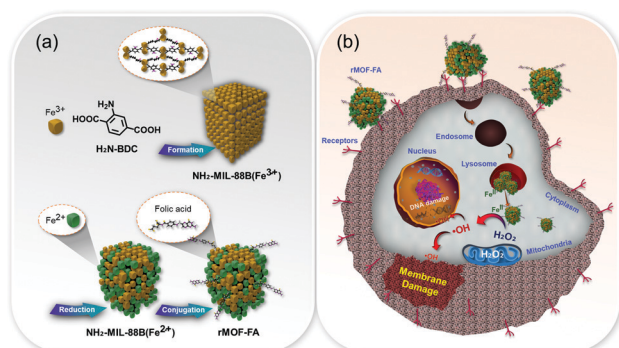 (a)
Fe3+
H2N
HOOC
COOH
H2N-BDC
Formation
NH2-MIL-88B(Fe3+)
Fe2+
Folic acid
Reduction
NH2-MIL-88B(Fe2+)
Conjugation
rMOF-FA
(b)
rMOF-FA
Receptors
Endosome
Nucleus
Lysosome
DNA damage
FeII
FeIII
Cytoplasm
•OH
H2O2
•OH
H2O2
Mitochondria
Membrane
Damage